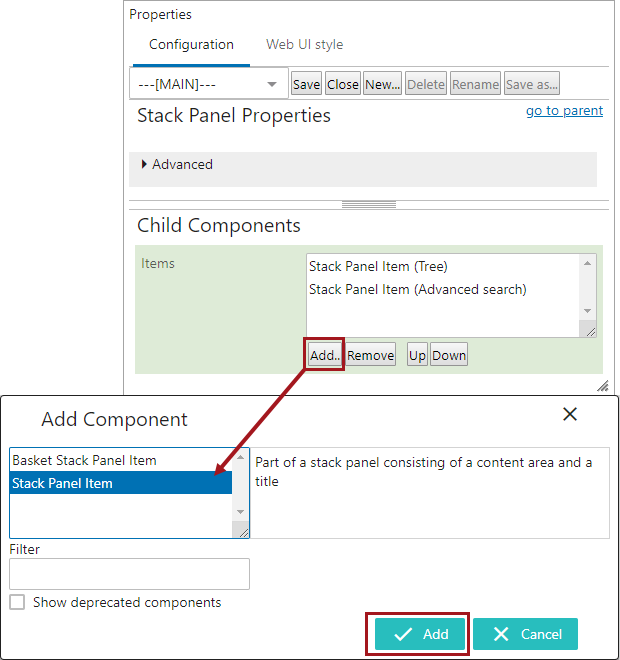 Properties
Configuration Web UI style
---[MAIN]--- Save Close New... Delete Rename Save as...
Stack Panel Properties go to parent
Advanced
Child Components
Items
Stack Panel Item (Tree)
Stack Panel Item (Advanced search)
Add... Remove Up Down
Add Component
Basket Stack Panel Item
Stack Panel Item
Part of a stack panel consisting of a content area and a
title
Filter
Show deprecated components
Add Cancel